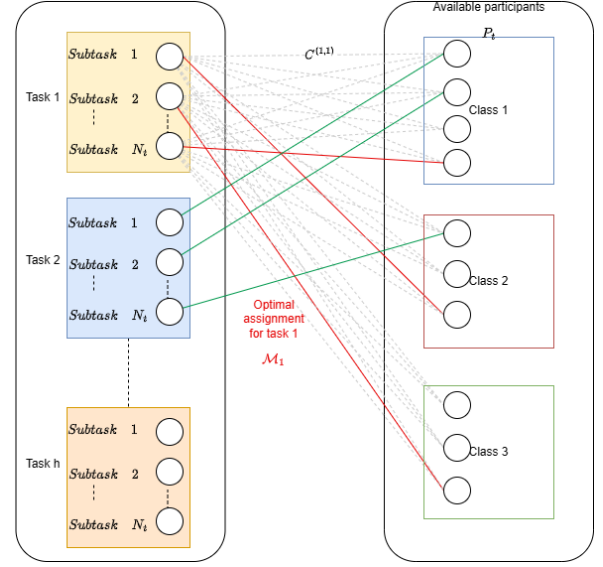 Available participants
P_t
Subtask 1
C^(1,1)
Task 1
Subtask 2
Class 1
Subtask N_t
Subtask 1
Task 2
Subtask 2
Class 2
Subtask N_t
Optimal
assignment
for task 1
M_1
Subtask 1
Task h
Subtask 2
Class 3
Subtask N_t